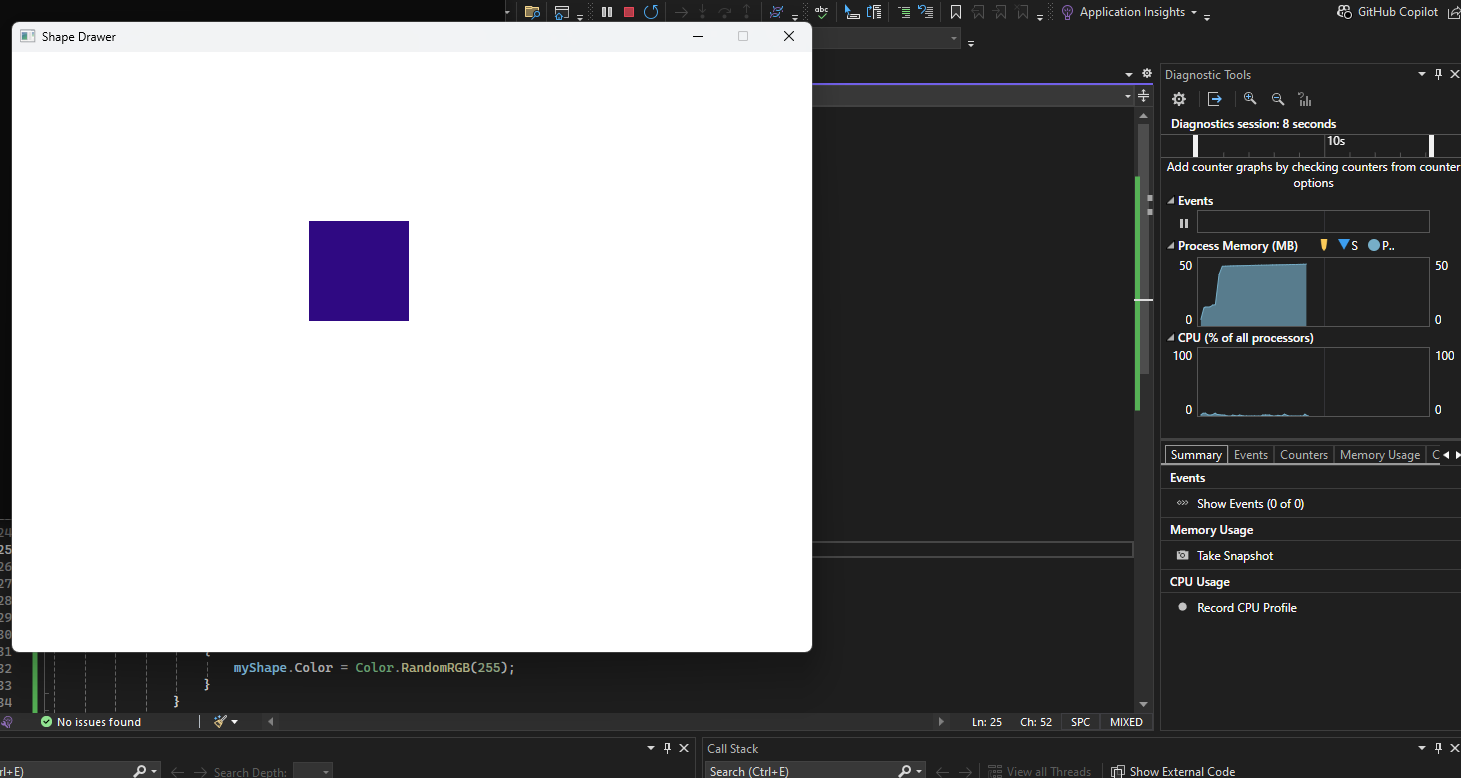 Application Insights
GitHub Copilot
Shape Drawer
Diagnostic Tools
Diagnostics session: 8 seconds
10s
Add counter graphs by checking counters from counter
options
Events
Process Memory (MB)
S
P..
50
50
0
0
CPU (% of all processors)
100
100
0
0
Summary
Events
Counters
Memory Usage
C
Events
Show Events (0 of 0)
Memory Usage
Take Snapshot
CPU Usage
Record CPU Profile
24
25
26
27
28
29
30
31
32
myShape.Color = Color.RandomRGB(255);
33
}
34
}
No issues found
Ln: 25
Ch: 52
SPC
MIXED
Call Stack
rl+E)
Search Depth:
Search (Ctrl+E)
View all Threads
Show External Code